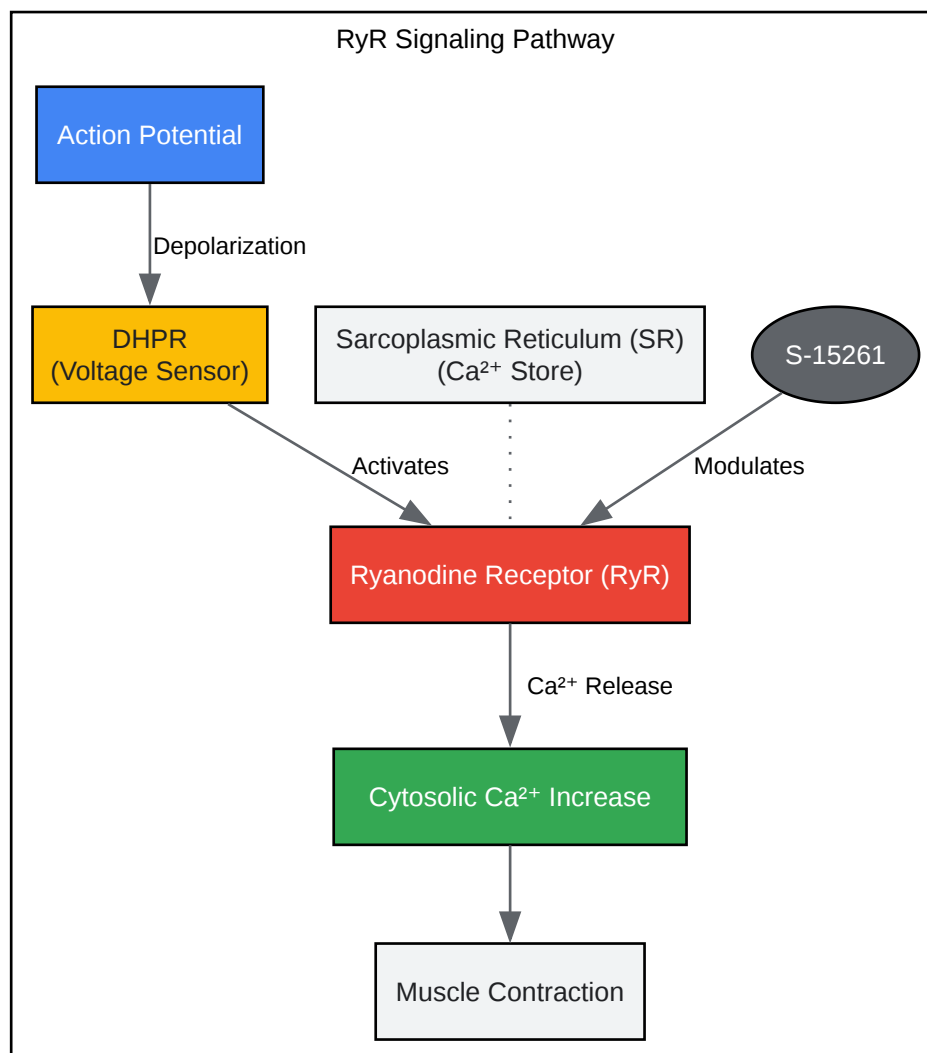 RyR Signaling Pathway
Action Potential
Depolarization
DHPR
(Voltage Sensor)
Sarcoplasmic Reticulum (SR)
(Ca²⁺ Store)
S-15261
Activates
Modulates
Ryanodine Receptor (RyR)
Ca²⁺ Release
Cytosolic Ca²⁺ Increase
Muscle Contraction